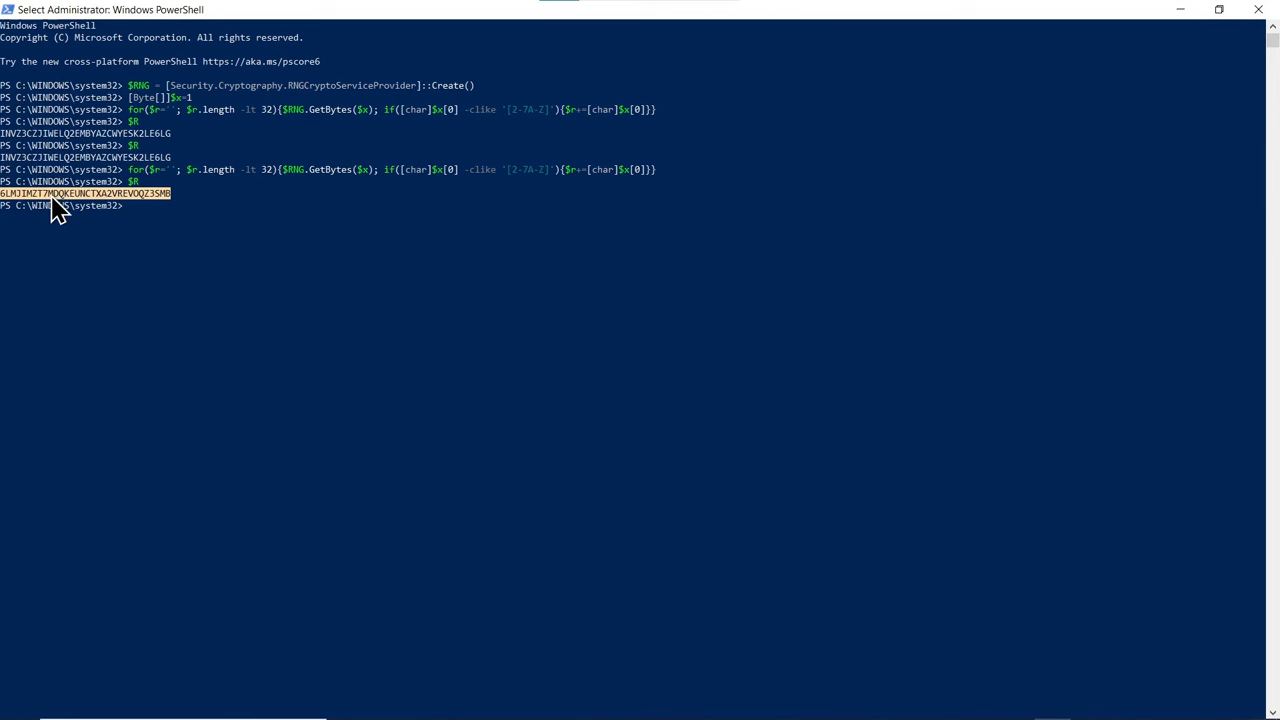 Select Administrator: Windows PowerShell
Windows PowerShell
Copyright (C) Microsoft Corporation. All rights reserved.
Try the new cross-platform PowerShell https://aka.ms/pscore6
PS C:\WINDOWS\system32> $RNG = [Security.Cryptography.RNGCryptoServiceProvider]::Create()
PS C:\WINDOWS\system32> [Byte[]]$x=1
PS C:\WINDOWS\system32> for($r=''; $r.length -lt 32){$RNG.GetBytes($x); if([char]$x[0] -clike '[2-7A-Z]'){$r+=[char]$x[0]}}
PS C:\WINDOWS\system32> $R
INVZ3CZJIWELQ2EMBYAZCWYESK2LE6LG
PS C:\WINDOWS\system32> $R
INVZ3CZJIWELQ2EMBYAZCWYESK2LE6LG
PS C:\WINDOWS\system32> for($r=''; $r.length -lt 32){$RNG.GetBytes($x); if([char]$x[0] -clike '[2-7A-Z]'){$r+=[char]$x[0]}}
PS C:\WINDOWS\system32> $R
6LMJIMZT7MDQKEUNCTXA2VREVOQZ3SMB
PS C:\WINDOWS\system32>